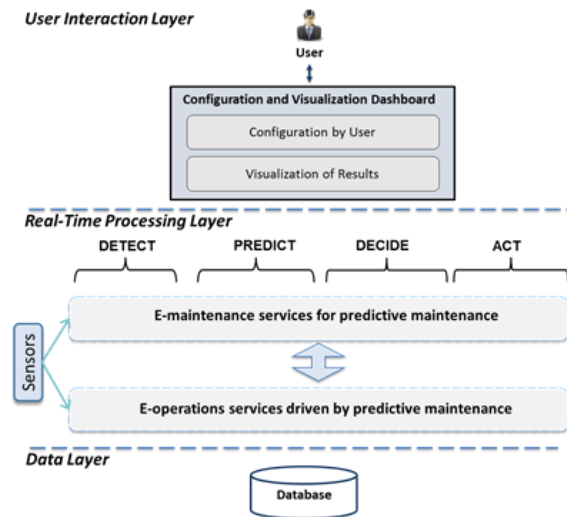 User Interaction Layer
User
Configuration and Visualization Dashboard
Configuration by User
Visualization of Results
Real-Time Processing Layer
DETECT PREDICT DECIDE ACT
E-maintenance services for predictive maintenance
Sensors
E-operations services driven by predictive maintenance
Data Layer
Database